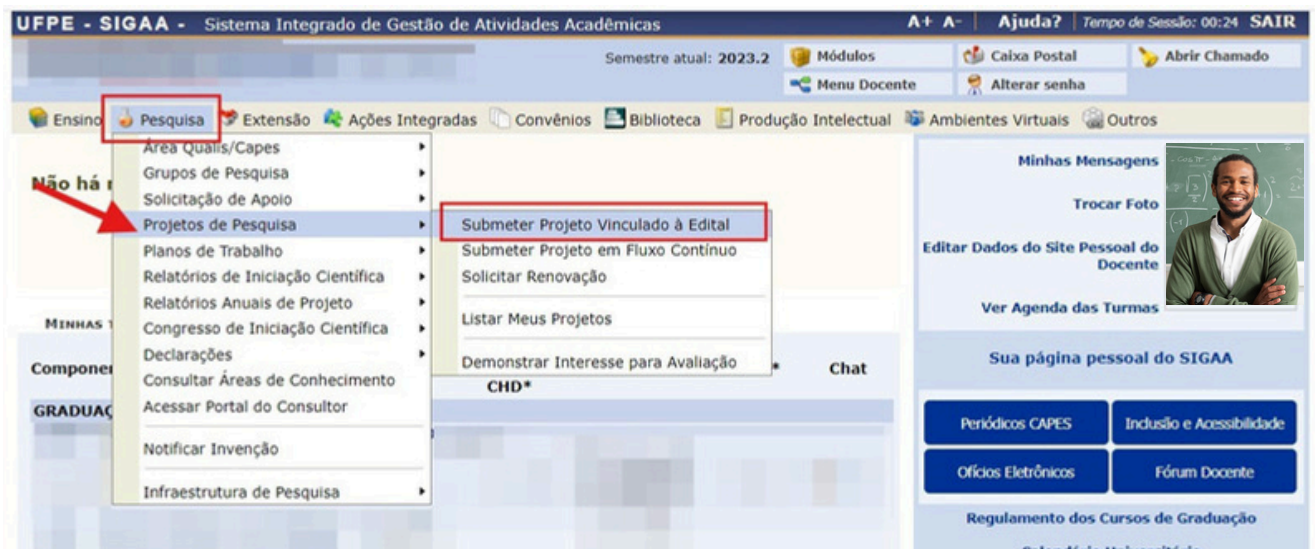 UFPE - SIGAA - Sistema Integrado de Gestão de Atividades Acadêmicas A+ A- Ajuda? Tempo de Sessão: 00:24 SAIR
Semestre atual: 2023.2 Módulos Caixa Postal Abrir Chamado
Menu Docente Alterar senha
Ensino Pesquisa Extensão Ações Integradas Convênios Biblioteca Produção Intelectual Ambientes Virtuais Outros
Não há
Área Qualis/Capes
Grupos de Pesquisa
Solicitação de Apoio
Projetos de Pesquisa
Planos de Trabalho
Relatórios de Iniciação Científica
Relatórios Anuais de Projeto
Congresso de Iniciação Científica
Declarações
Consultar Áreas de Conhecimento
Acessar Portal do Consultor
Notificar Invenção
Infraestrutura de Pesquisa
Submeter Projeto Vinculado à Edital
Submeter Projeto em Fluxo Contínuo
Solicitar Renovação
Listar Meus Projetos
Demonstrar Interesse para Avaliação
MINHAS
Chat
CHD*
Minhas Mensagens
Trocar Foto
Editar Dados do Site Pessoal do
Docente
Ver Agenda das Turmas
Sua página pessoal do SIGAA
Periódicos CAPES Inclusão e Acessibilidade
Ofícios Eletrônicos Fórum Docente
Regulamento dos Cursos de Graduação